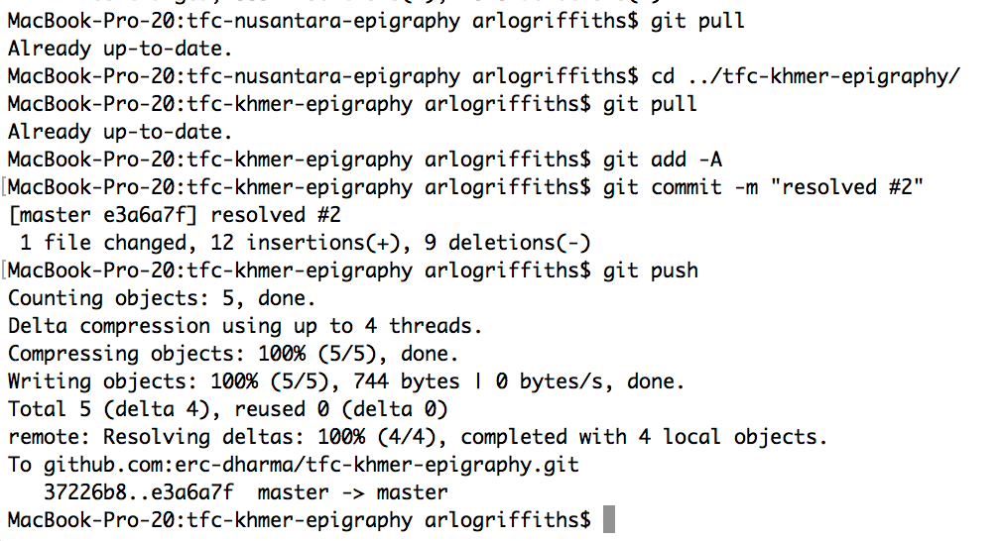 MacBook-Pro-20:tfc-nusantara-epigraphy arlogriffiths$ git pull
Already up-to-date.
MacBook-Pro-20:tfc-nusantara-epigraphy arlogriffiths$ cd ../tfc-khmer-epigraphy/
MacBook-Pro-20:tfc-khmer-epigraphy arlogriffiths$ git pull
Already up-to-date.
MacBook-Pro-20:tfc-khmer-epigraphy arlogriffiths$ git add -A
[MacBook-Pro-20:tfc-khmer-epigraphy arlogriffiths$ git commit -m "resolved #2"
[master e3a6a7f] resolved #2
 1 file changed, 12 insertions(+), 9 deletions(-)
[MacBook-Pro-20:tfc-khmer-epigraphy arlogriffiths$ git push
Counting objects: 5, done.
Delta compression using up to 4 threads.
Compressing objects: 100% (5/5), done.
Writing objects: 100% (5/5), 744 bytes | 0 bytes/s, done.
Total 5 (delta 4), reused 0 (delta 0)
remote: Resolving deltas: 100% (4/4), completed with 4 local objects.
To github.com:erc-dharma/tfc-khmer-epigraphy.git
   37226b8..e3a6a7f  master -> master
MacBook-Pro-20:tfc-khmer-epigraphy arlogriffiths$